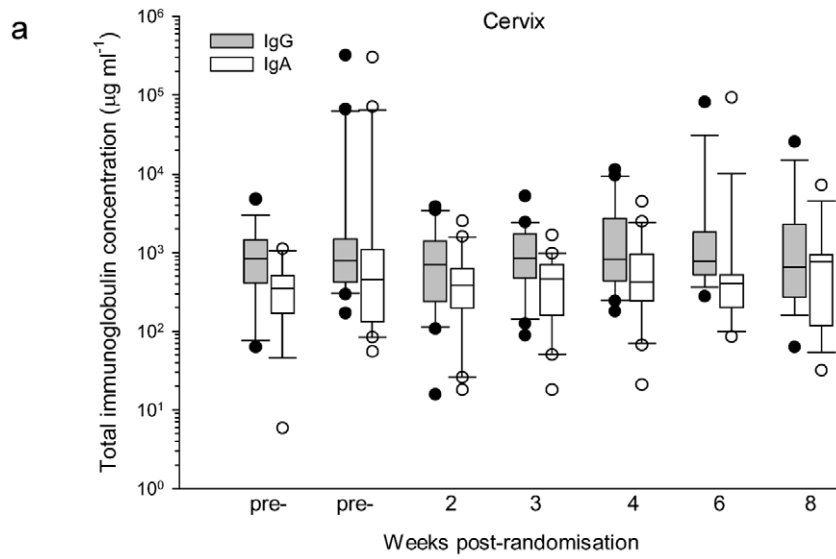 a
Cervix
IgG
IgA
Total immunoglobulin concentration (μg ml⁻¹)
10⁶
10⁵
10⁴
10³
10²
10¹
10⁰
pre- pre- 2 3 4 6 8
Weeks post-randomisation